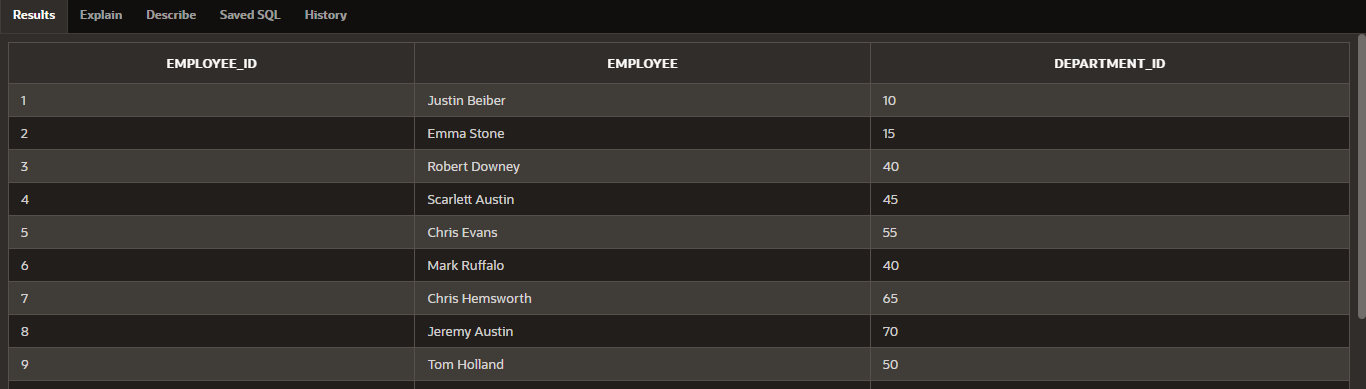 Results Explain Describe Saved SQL History
EMPLOYEE_ID EMPLOYEE DEPARTMENT_ID
1 Justin Beiber 10
2 Emma Stone 15
3 Robert Downey 40
4 Scarlett Austin 45
5 Chris Evans 55
6 Mark Ruffalo 40
7 Chris Hemsworth 65
8 Jeremy Austin 70
9 Tom Holland 50